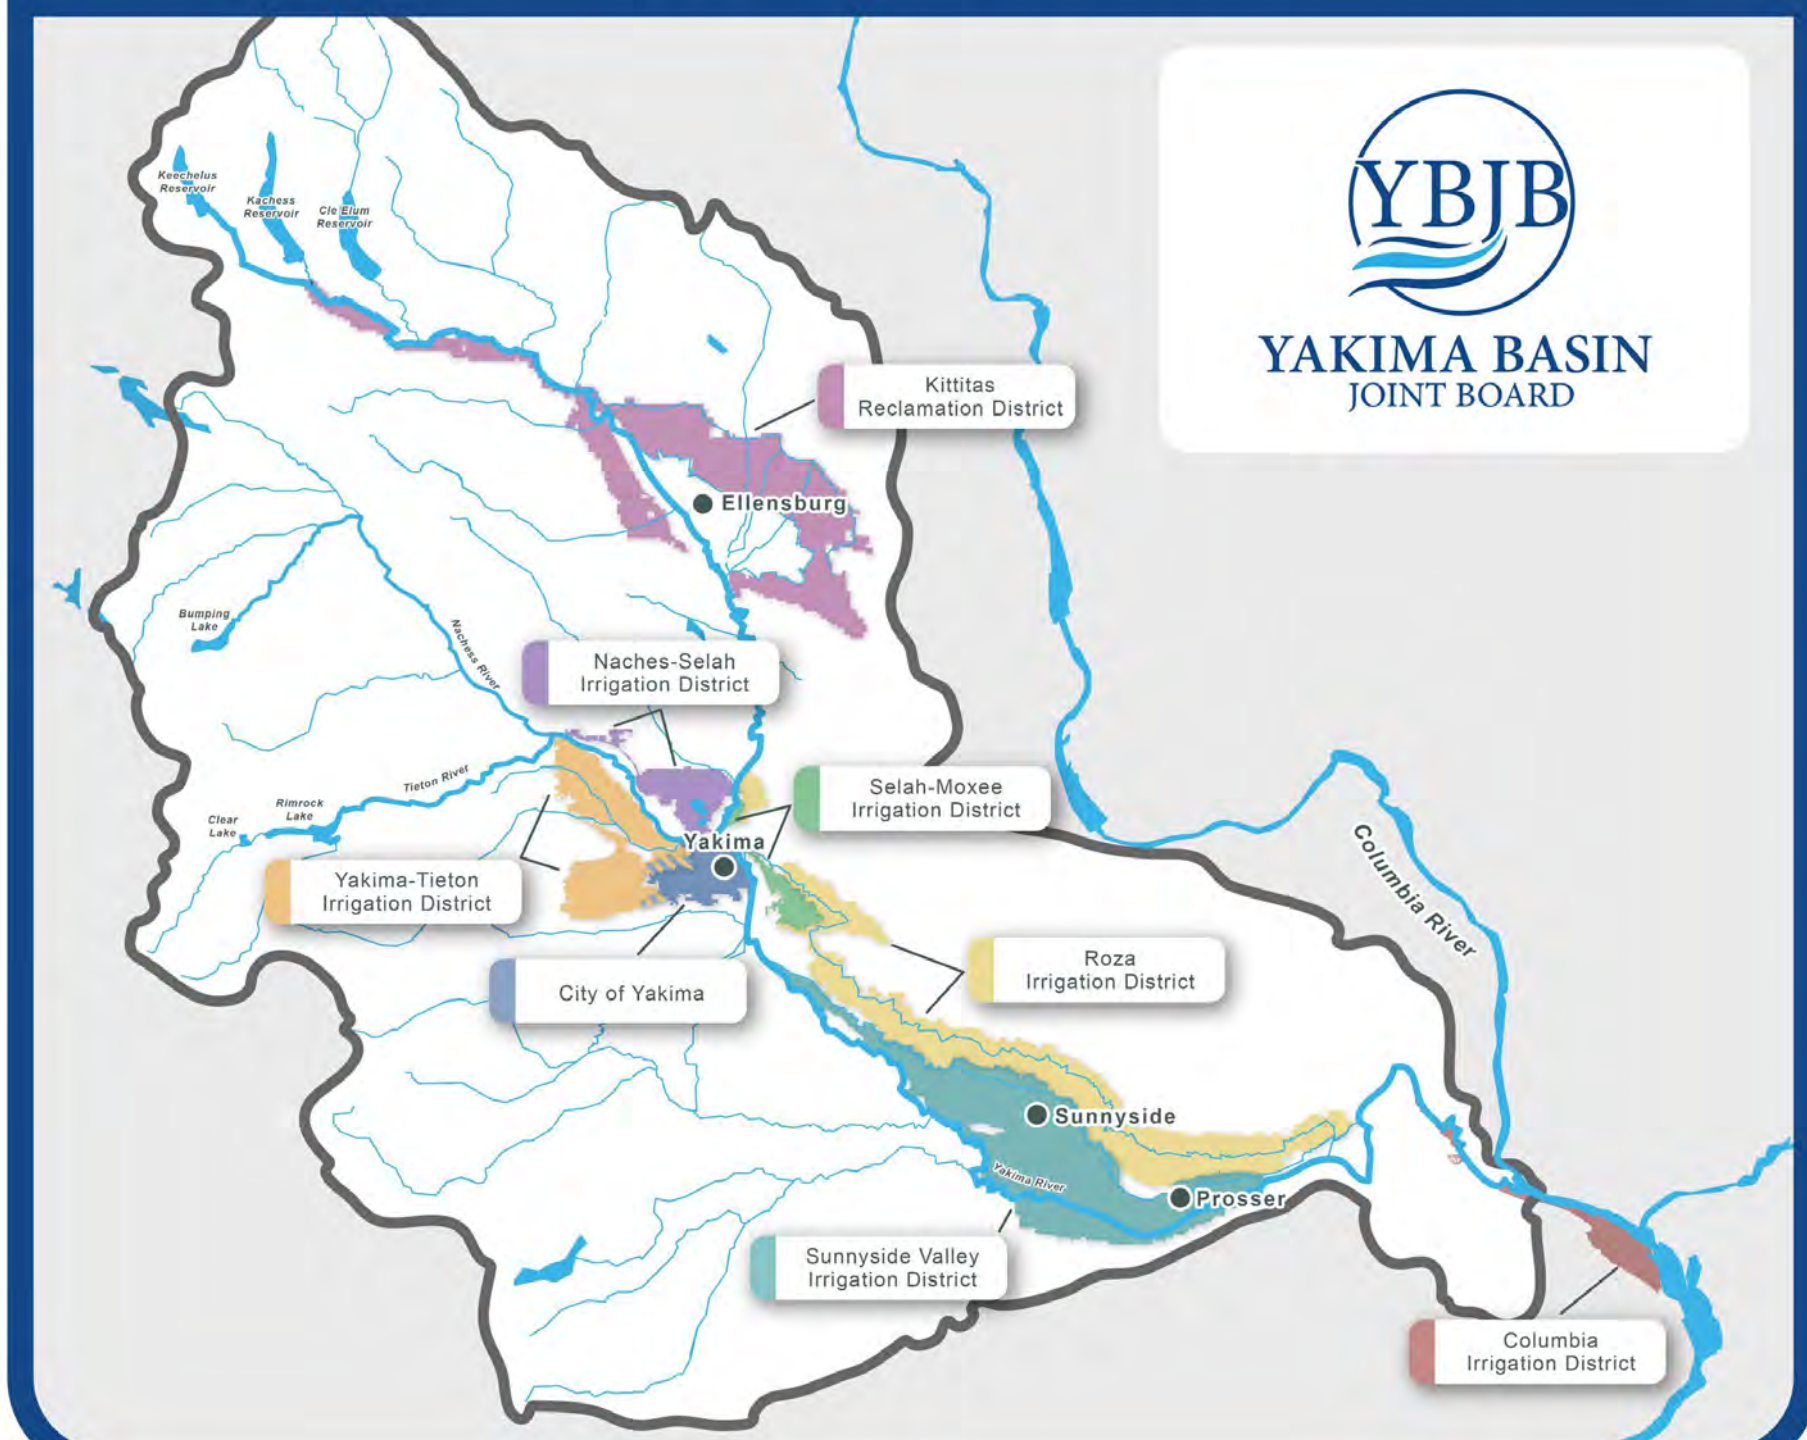 YBJB
YAKIMA BASIN
JOINT BOARD
Keechelus
Reservoir
Kachess
Reservoir
Cle Elum
Reservoir
Kittitas
Reclamation District
Ellensburg
Bumping
Lake
Nachess River
Naches-Selah
Irrigation District
Tieton River
Rimrock
Lake
Clear
Lake
Selah-Moxee
Irrigation District
Yakima
Yakima-Tieton
Irrigation District
Columbia River
Roza
Irrigation District
City of Yakima
Sunnyside
Yakima River
Prosser
Sunnyside Valley
Irrigation District
Columbia
Irrigation District